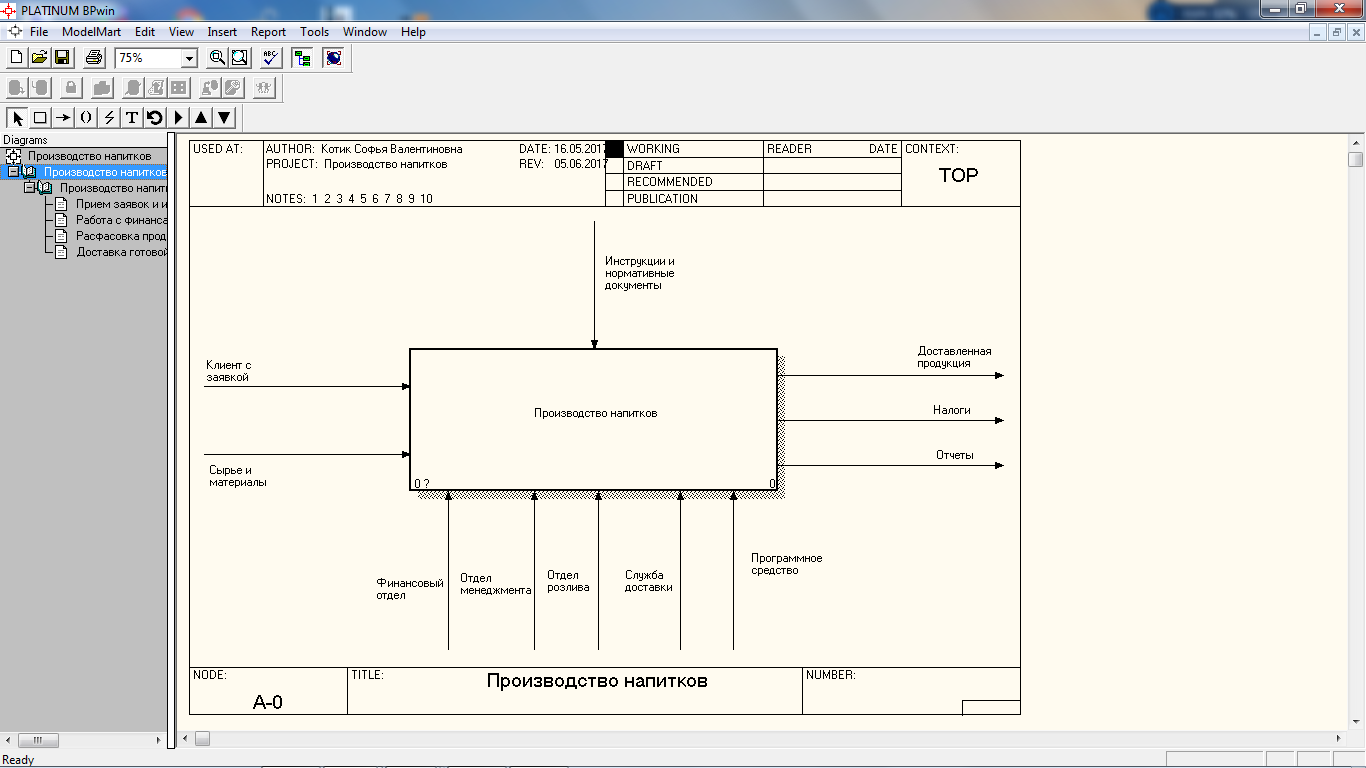 PLATINUM BPwin
File ModelMart Edit View Insert Report Tools Window Help
75%
ABC
T
Diagrams
Производство напитков
Производство напитков
Производство напит
Прием заявок и и
Работа с финанса
Расфасовка прод
Доставка готовой
USED AT:
AUTHOR: Котик Софья Валентиновна
DATE: 16.05.2017
PROJECT: Производство напитков
REV: 05.06.2017
NOTES: 1 2 3 4 5 6 7 8 9 10
WORKING
DRAFT
RECOMMENDED
PUBLICATION
READER
DATE
CONTEXT:
TOP
Инструкции и
нормативные
документы
Клиент с
заявкой
Сырье и
материалы
Производство напитков
0 ?
0
Доставленная
продукция
Налоги
Отчеты
Финансовый
отдел
Отдел
менеджмента
Отдел
розлива
Служба
доставки
Программное
средство
NODE:
A-0
TITLE:
Производство напитков
NUMBER:
Ready